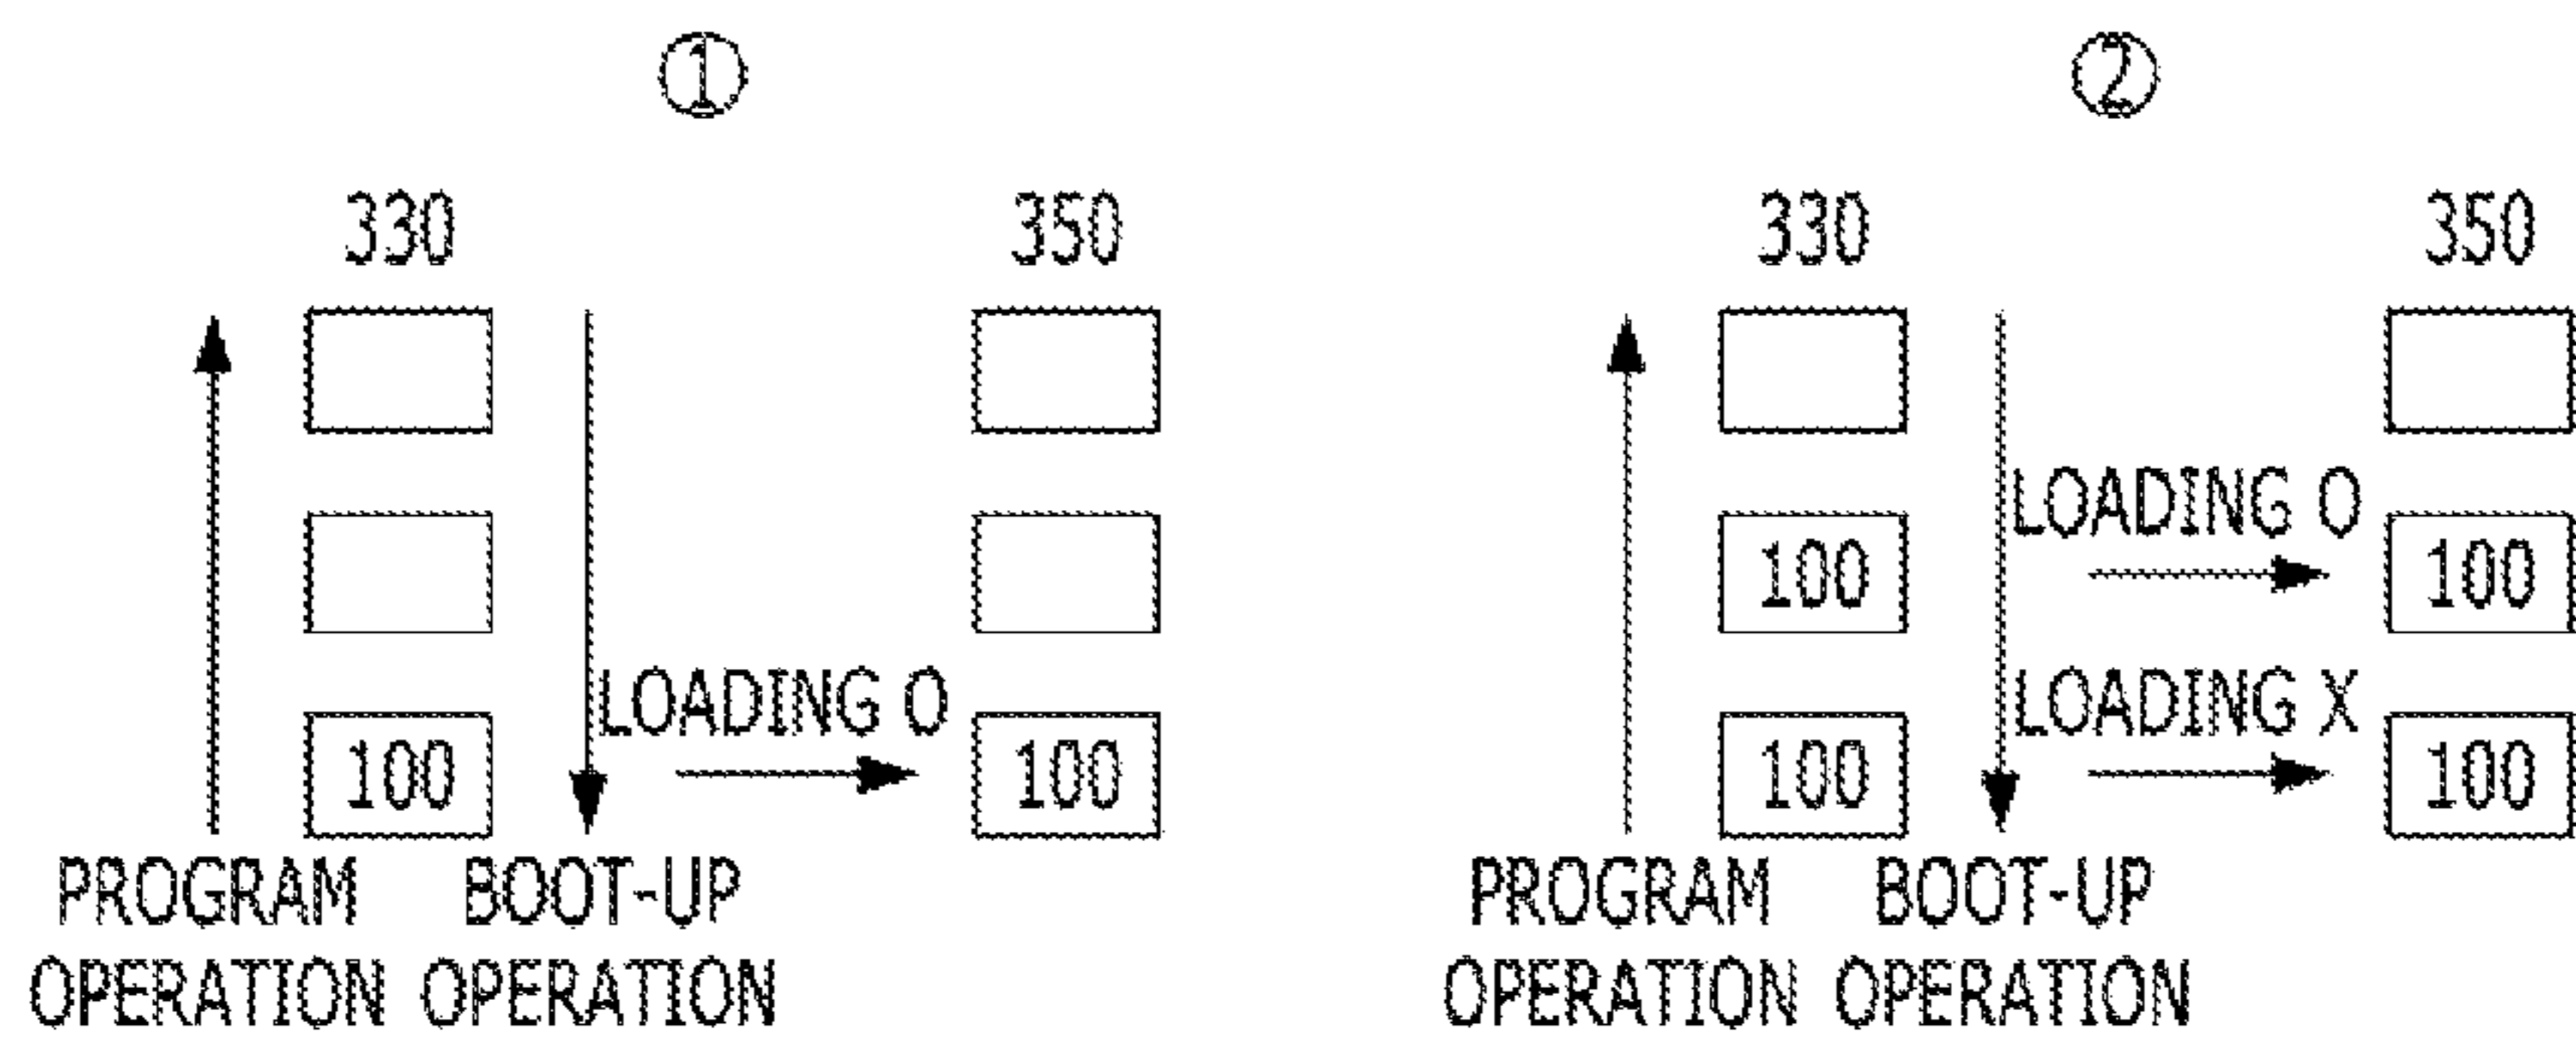 ① ②
330 350 330 350
LOADING O
100 100
LOADING O LOADING X
100 100 100 100
PROGRAM BOOT-UP PROGRAM BOOT-UP
OPERATION OPERATION OPERATION OPERATION